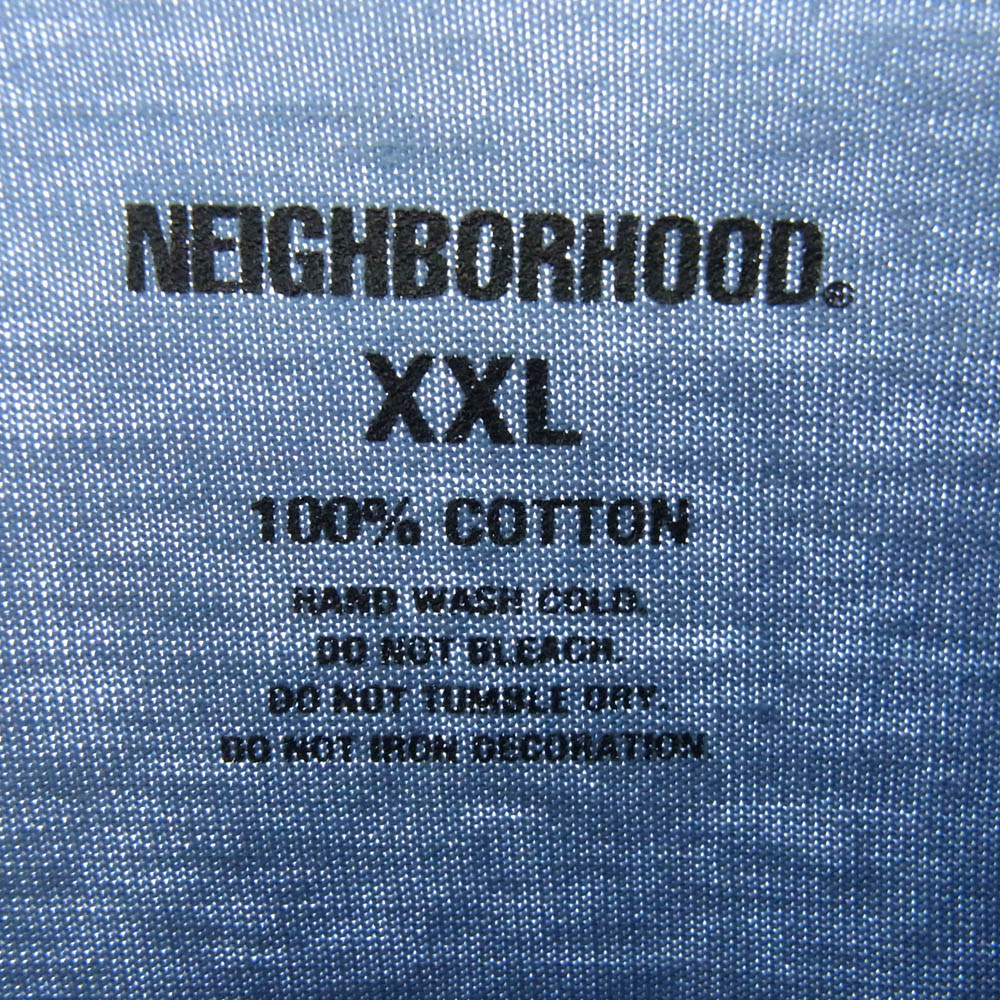 NEIGHBORHOOD.®
XXL
100% COTTON
HAND WASH COLD.
DO NOT BLEACH.
DO NOT TUMBLE DRY.
DO NOT IRON DECORATION